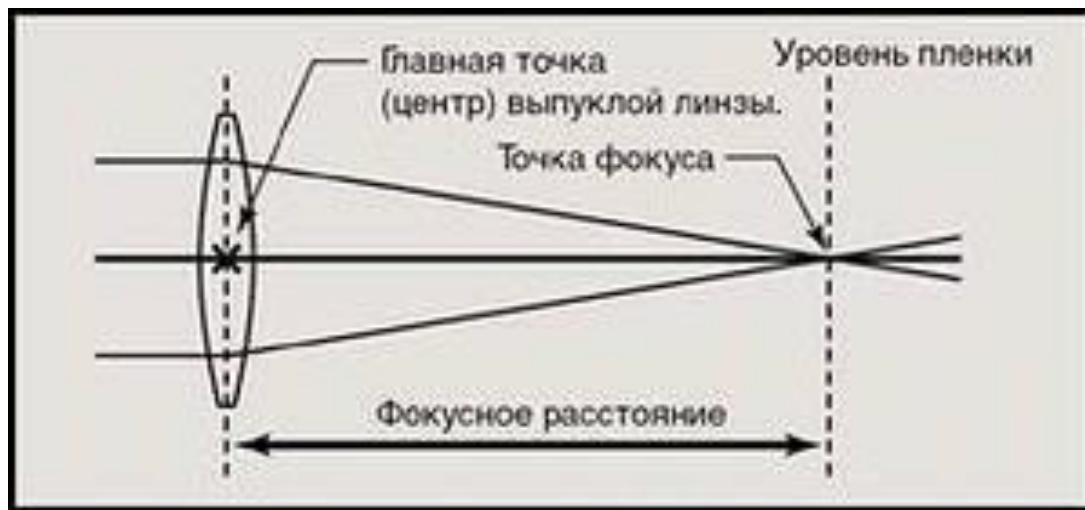 Главная точка
(центр) выпуклой линзы.
Уровень пленки
Точка фокуса
Фокусное расстояние